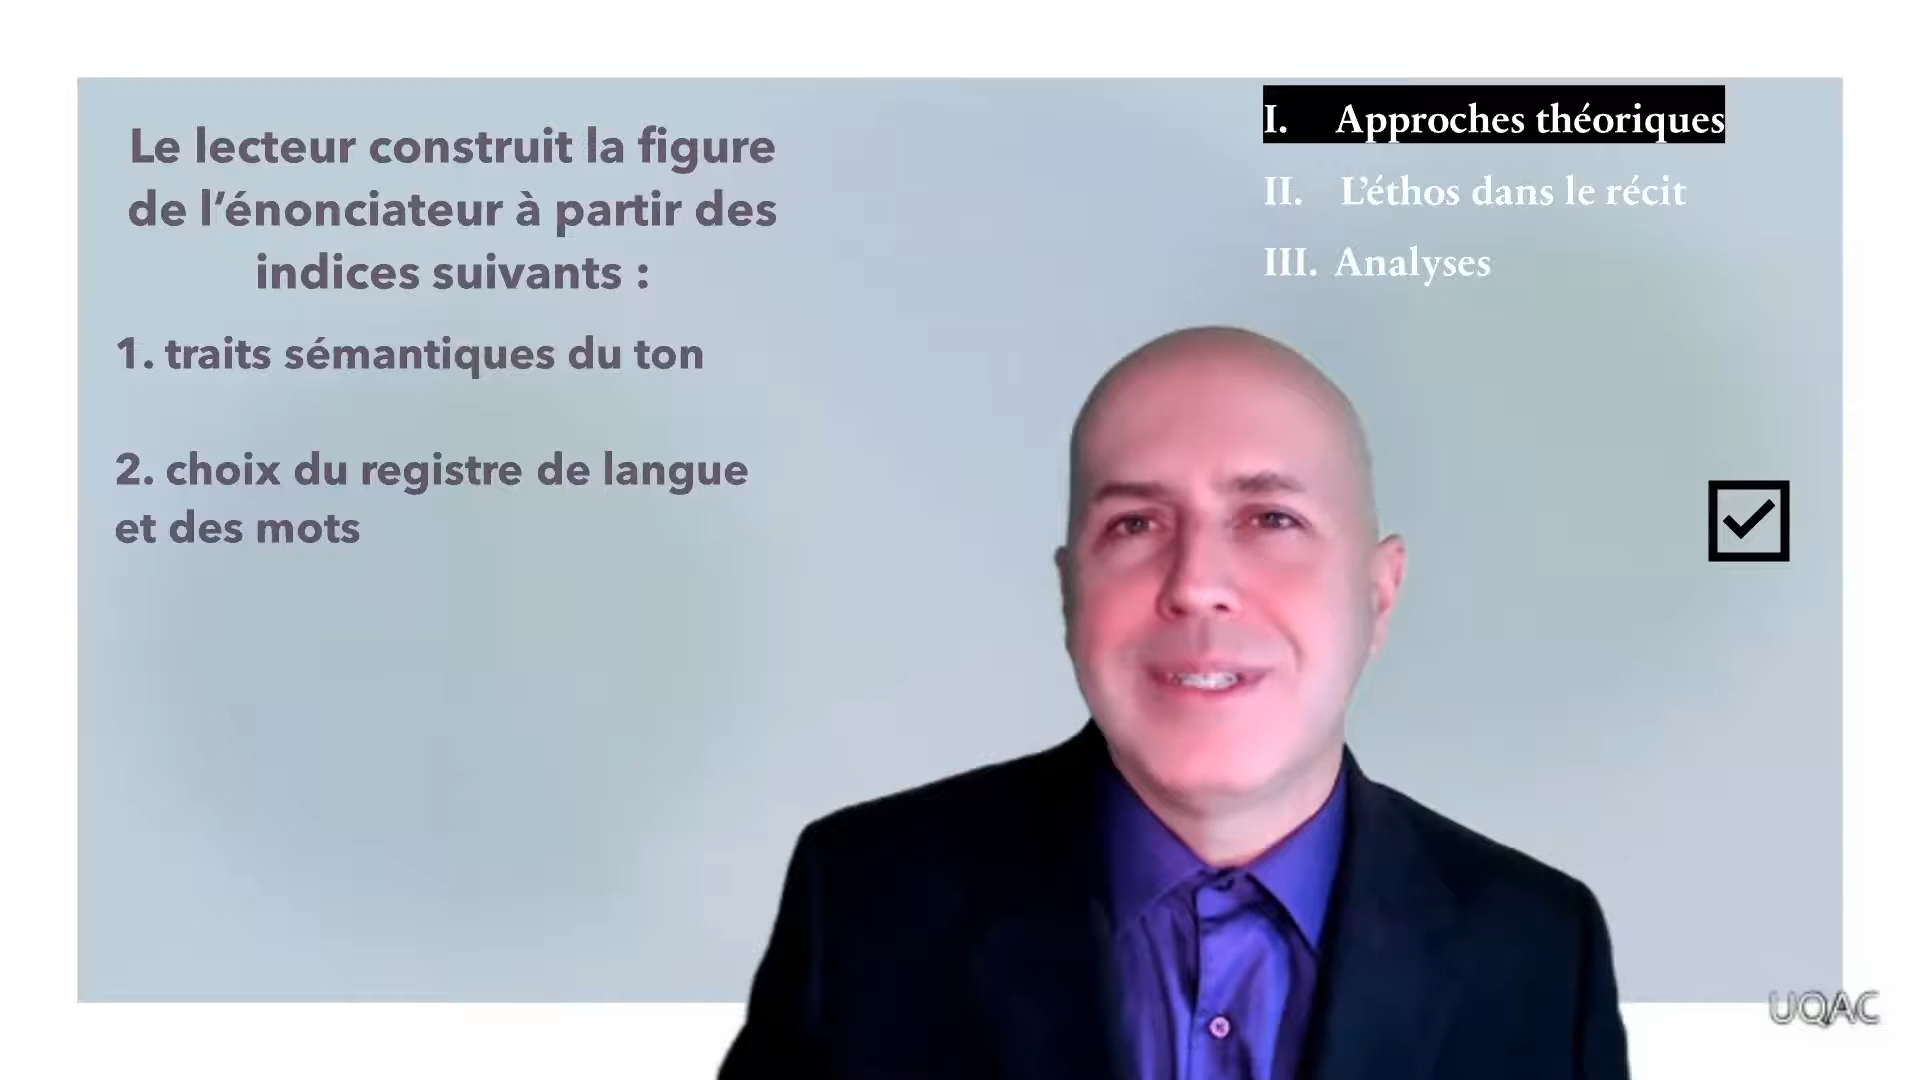 Le lecteur construit la figure
de l'énonciateur à partir des
indices suivants :
1. traits sémantiques du ton
2. choix du registre de langue
et des mots
I. Approches théoriques
II. L'éthos dans le récit
III. Analyses
UQAC